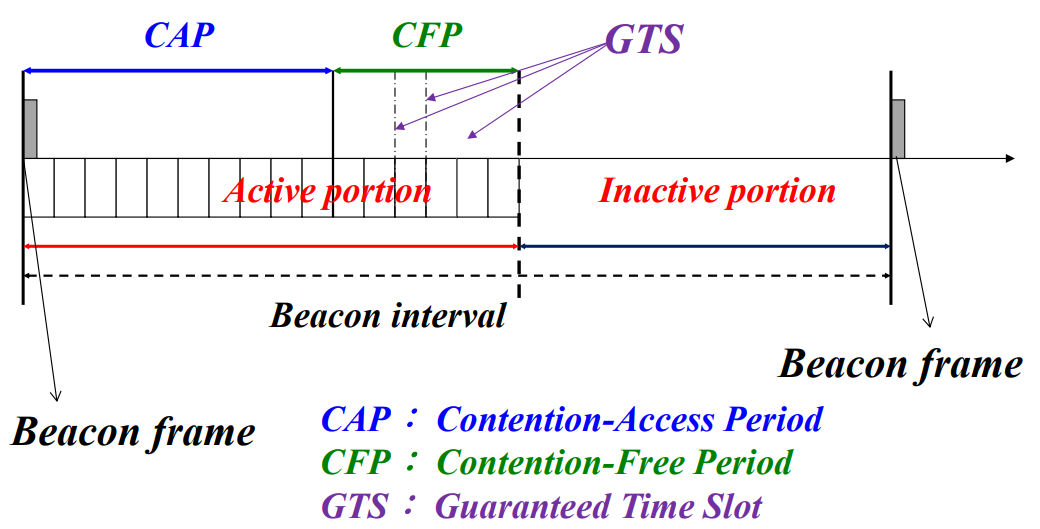 CAP
CFP
GTS
Active portion
Inactive portion
Beacon interval
Beacon frame
Beacon frame
CAP： Contention-Access Period
CFP： Contention-Free Period
GTS： Guaranteed Time Slot